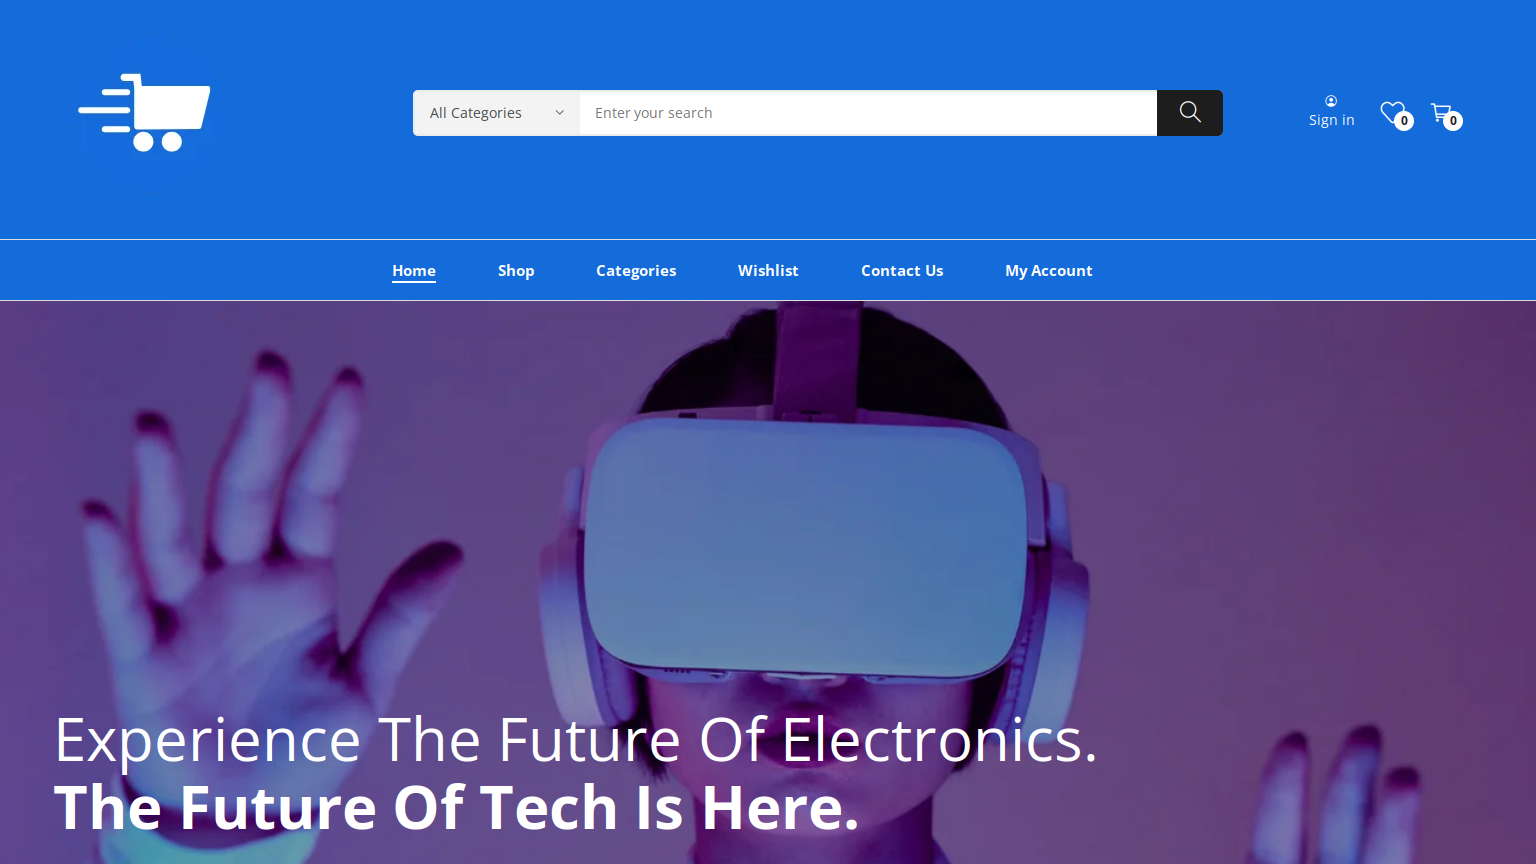 All Categories
Enter your search
Sign in
0
0
Home
Shop
Categories
Wishlist
Contact Us
My Account
Experience The Future Of Electronics.
The Future Of Tech Is Here.